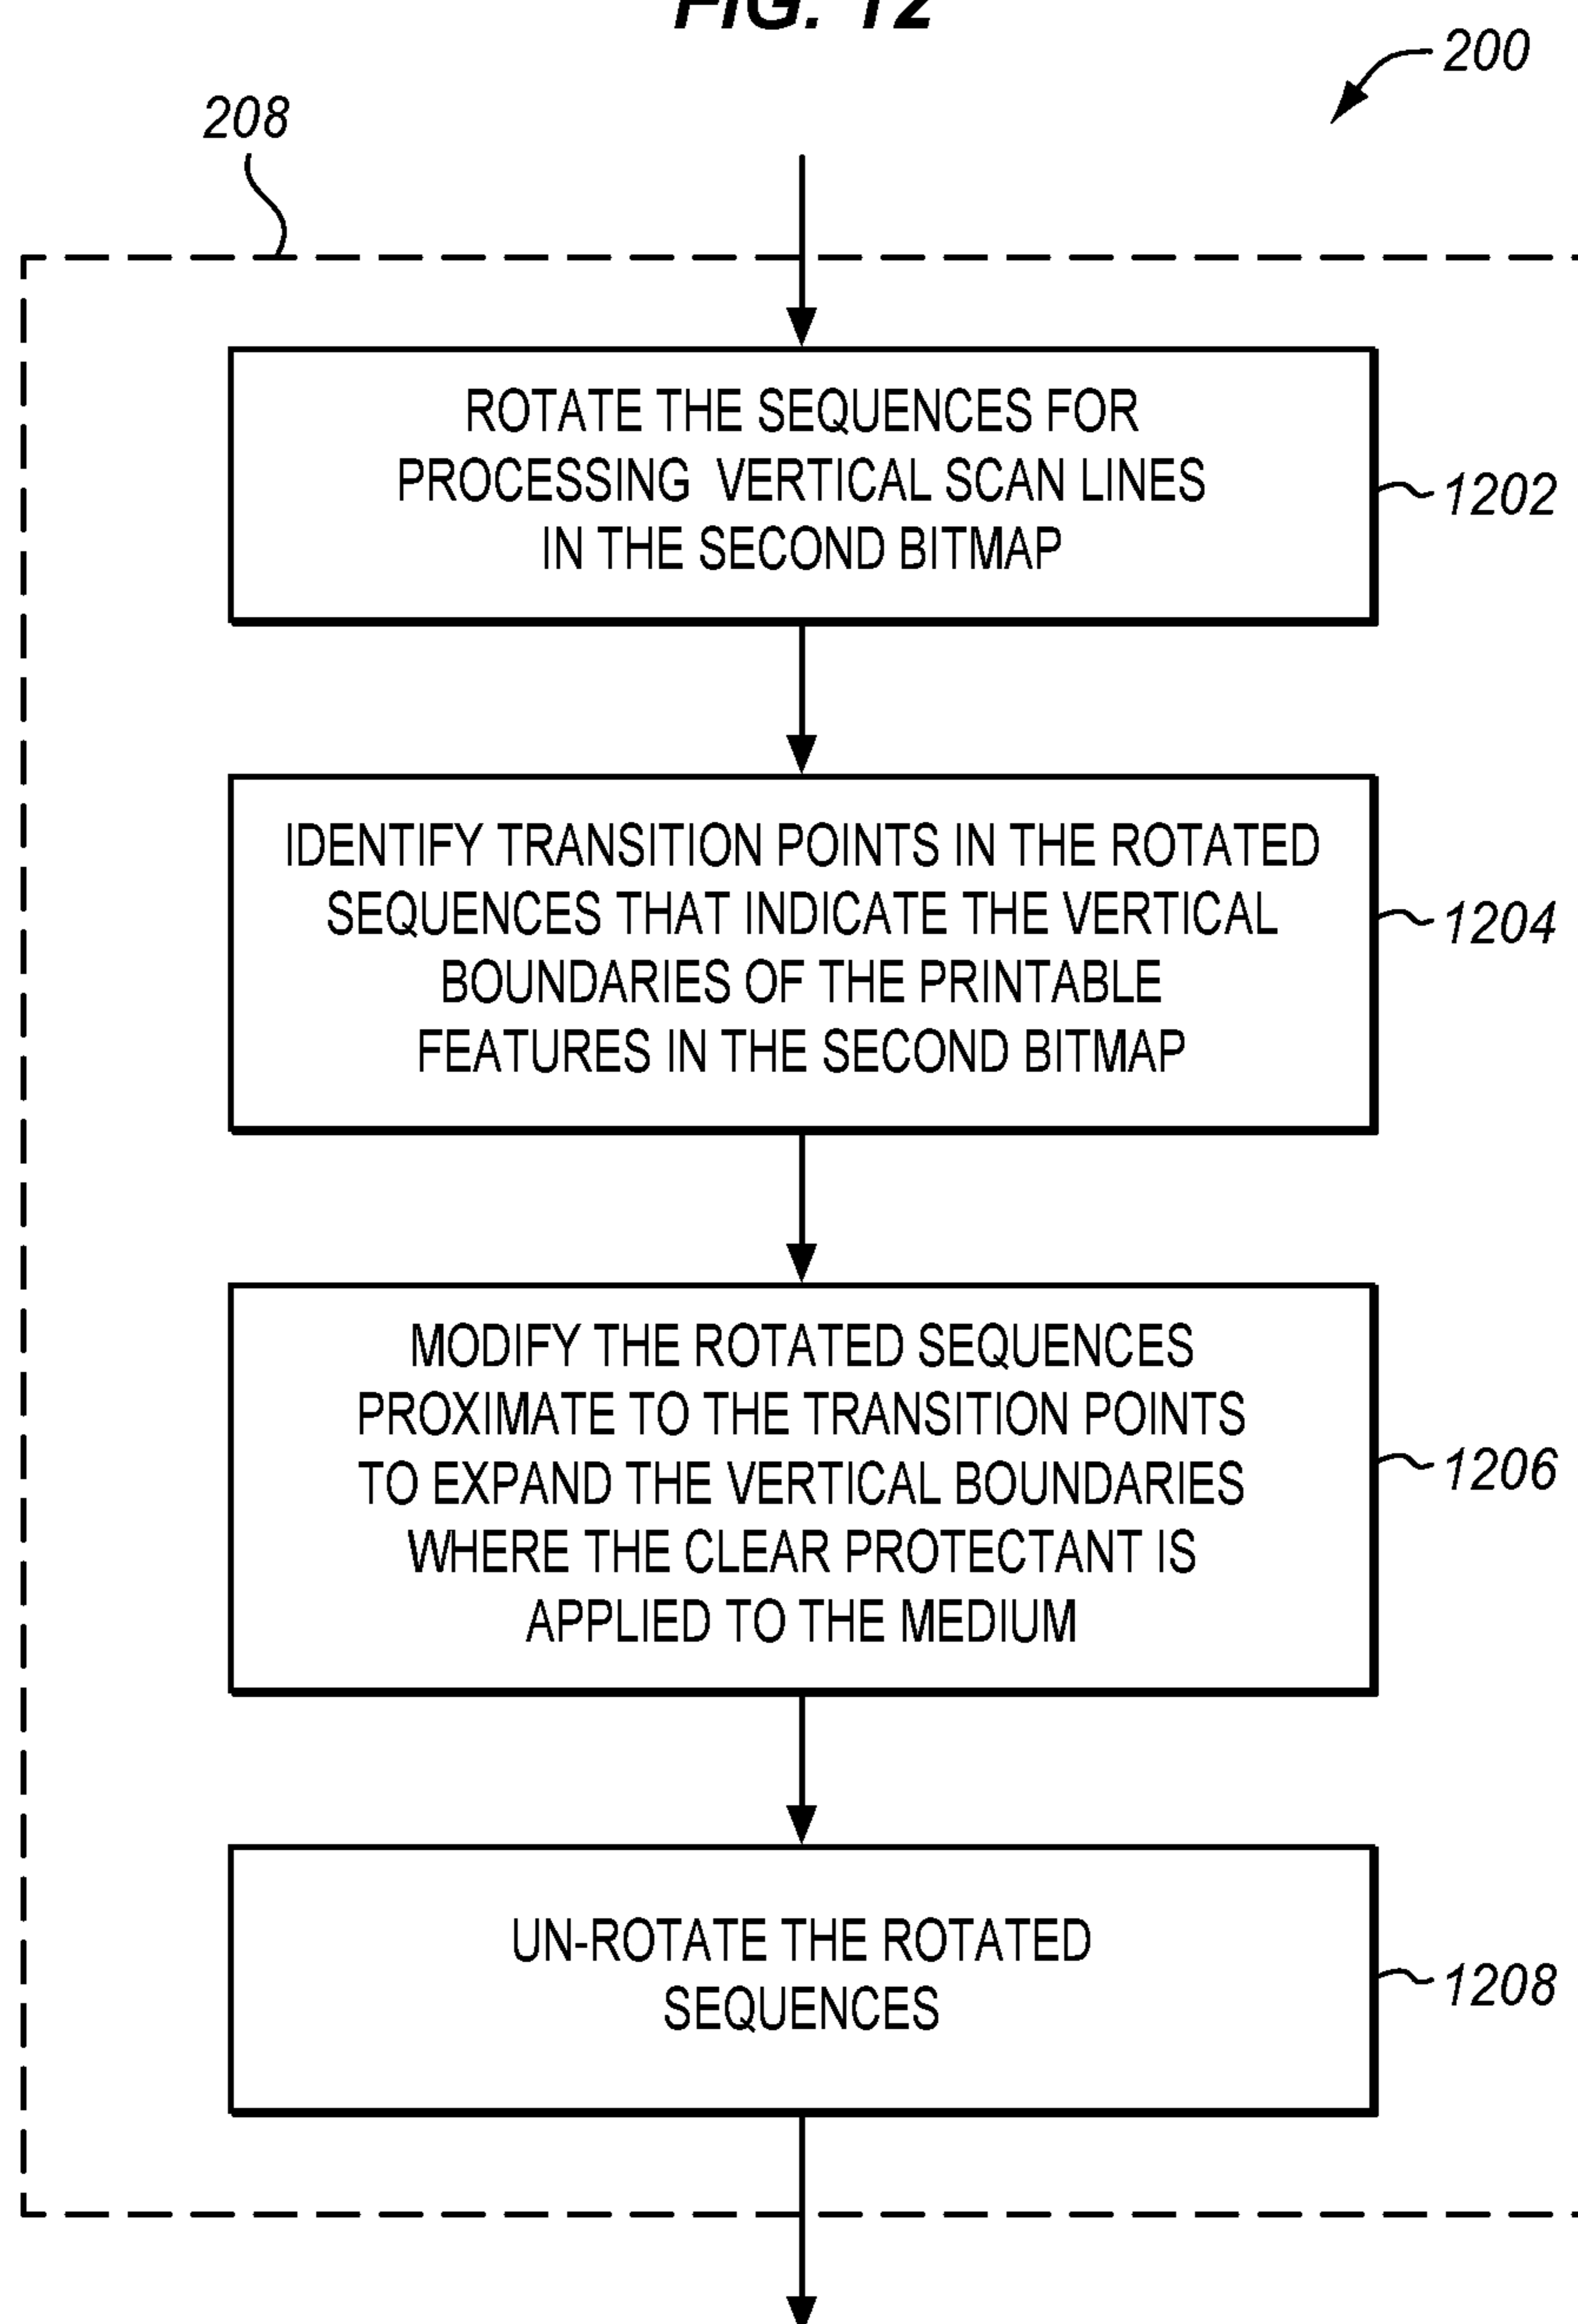 FIG. 12
200
208
ROTATE THE SEQUENCES FOR
PROCESSING VERTICAL SCAN LINES
IN THE SECOND BITMAP
1202
IDENTIFY TRANSITION POINTS IN THE ROTATED
SEQUENCES THAT INDICATE THE VERTICAL
BOUNDARIES OF THE PRINTABLE
FEATURES IN THE SECOND BITMAP
1204
MODIFY THE ROTATED SEQUENCES
PROXIMATE TO THE TRANSITION POINTS
TO EXPAND THE VERTICAL BOUNDARIES
WHERE THE CLEAR PROTECTANT IS
APPLIED TO THE MEDIUM
1206
UN-ROTATE THE ROTATED
SEQUENCES
1208